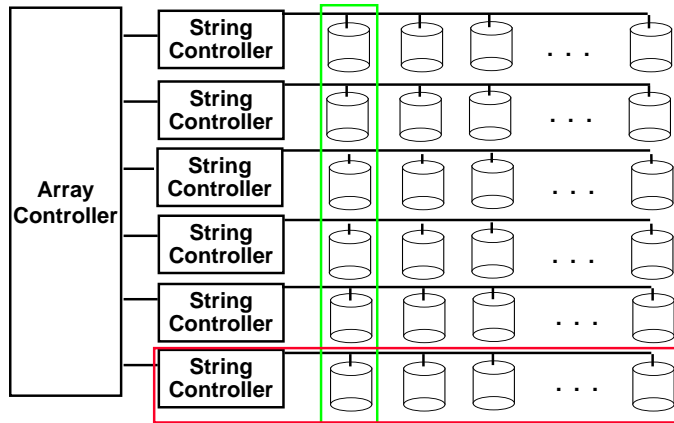 String
Controller
. . .
String
Controller
. . .
String
Controller
. . .
Array
Controller
String
Controller
. . .
String
Controller
. . .
String
Controller
. . .